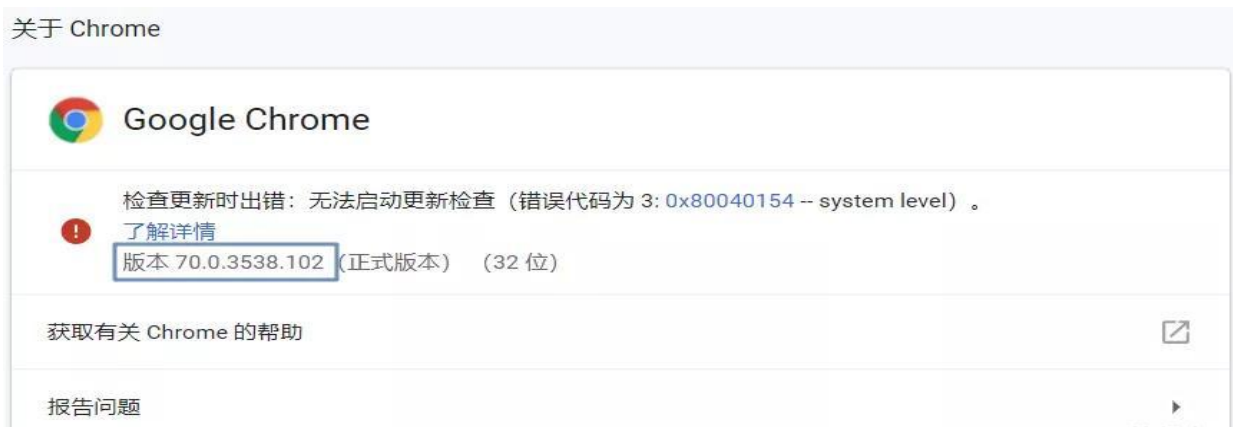 关于 Chrome
Google Chrome
检查更新时出错：无法启动更新检查（错误代码为 3: 0x80040154 -- system level）。
了解详情
版本 70.0.3538.102（正式版本） （32 位）
获取有关 Chrome 的帮助
报告问题